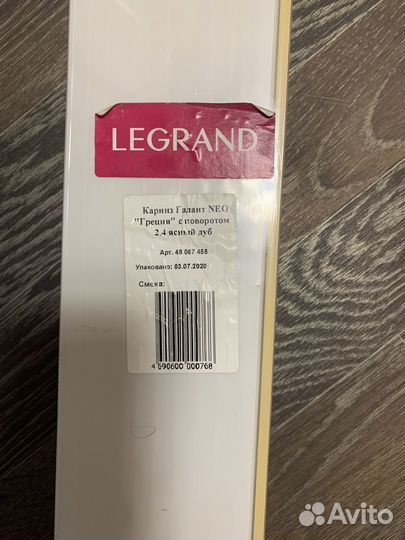 LEGRAND
Карниз Галант NEO
"Греция" с поворотом
2,4 ясный дуб
Арт. 48 067 455
Упаковано: 03.07.2020
Смена:
4 690600 000768
Avito